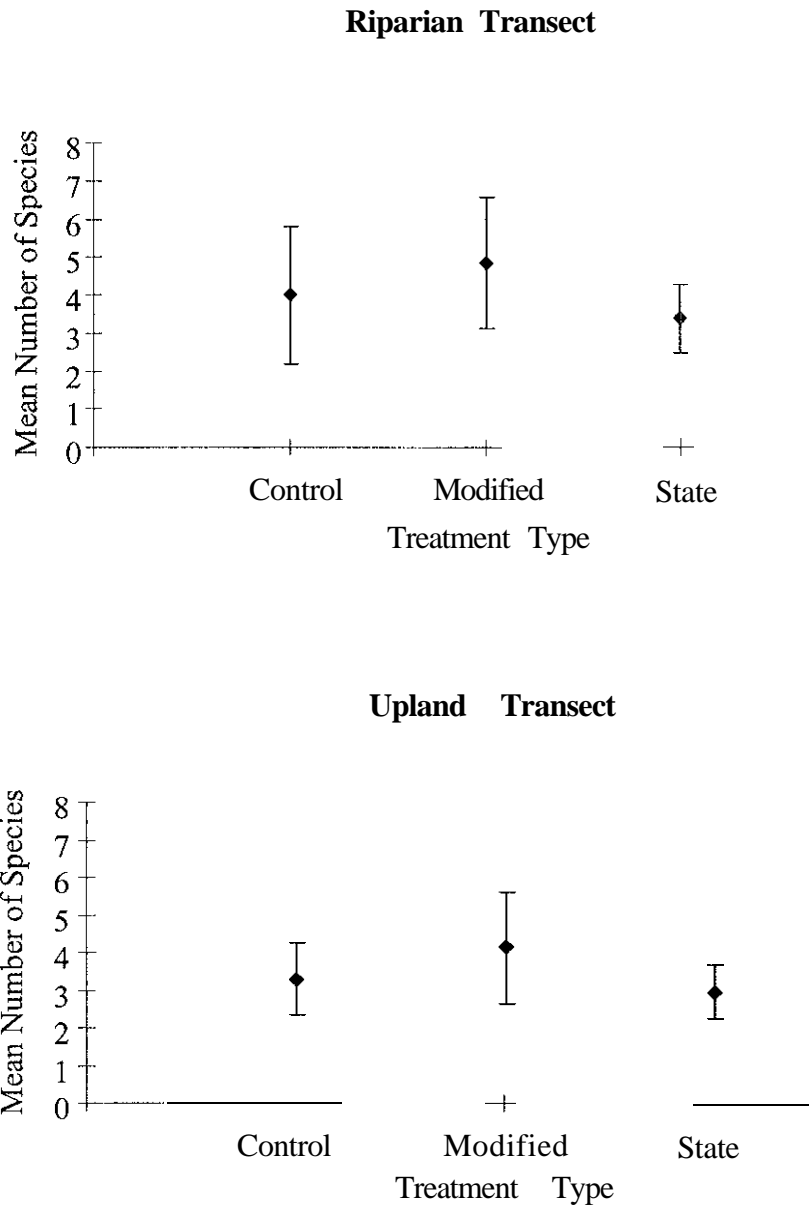 Riparian Transect
Mean Number of Species
8
7
6
5
4
3
2
1
0
Control Modified State
Treatment Type
Upland Transect
Mean Number of Species
8
7
6
5
4
3
2
1
0
Control Modified State
Treatment Type